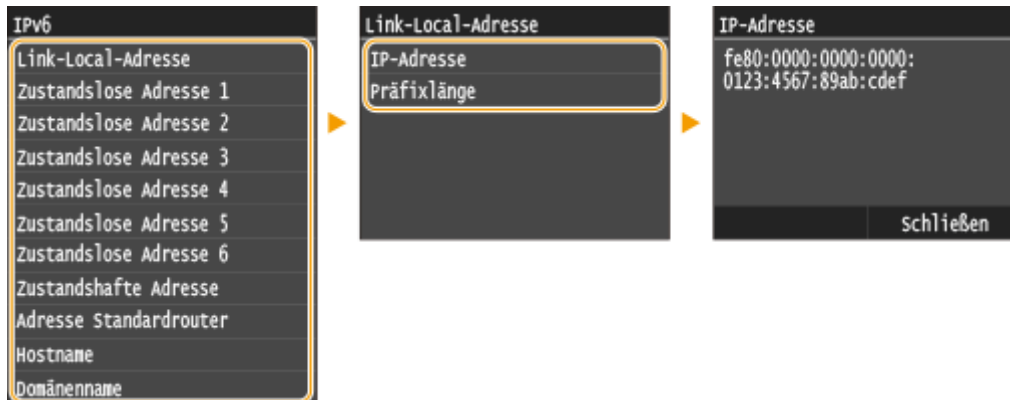 IPv6
Link-Local-Adresse
Zustandslose Adresse 1
Zustandslose Adresse 2
Zustandslose Adresse 3
Zustandslose Adresse 4
Zustandslose Adresse 5
Zustandslose Adresse 6
Zustandshafte Adresse
Adresse Standardrouter
Hostname
Domänenname
Link-Local-Adresse
IP-Adresse
Präfixlänge
IP-Adresse
fe80:0000:0000:0000:
0123:4567:89ab:cdef
Schließen